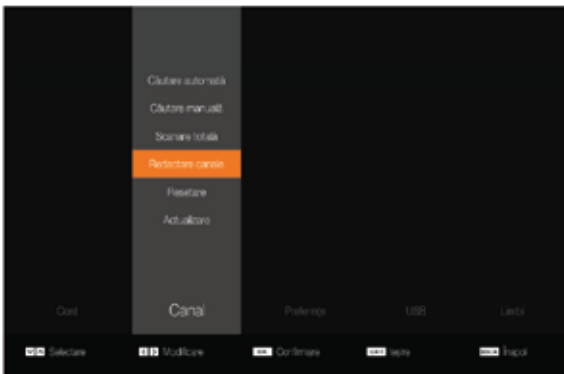 Căutare automată
Căutare manuală
Scanare totală
Redactare canale
Resetare
Actualizare
Cont Canal Preferințe USB Limbi
Selectare Modificare Confirmare Ieșire Înapoi